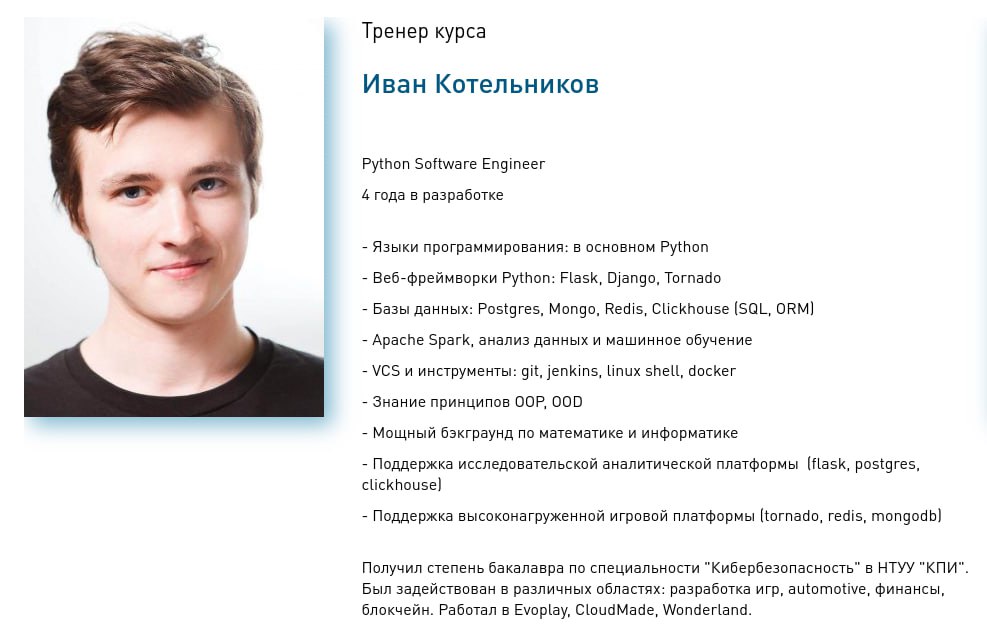 Тренер курса
Иван Котельников
Python Software Engineer
4 года в разработке
- Языки программирования: в основном Python
- Веб-фреймворки Python: Flask, Django, Tornado
- Базы данных: Postgres, Mongo, Redis, Clickhouse (SQL, ORM)
- Apache Spark, анализ данных и машинное обучение
- VCS и инструменты: git, jenkins, linux shell, docker
- Знание принципов OOP, OOD
- Мощный бэкграунд по математике и информатике
- Поддержка исследовательской аналитической платформы (flask, postgres,
clickhouse)
- Поддержка высоконагруженной игровой платформы (tornado, redis, mongodb)
Получил степень бакалавра по специальности "Кибербезопасность" в НТУУ "КПИ".
Был задействован в различных областях: разработка игр, automotive, финансы,
блокчейн. Работал в Evoplay, CloudMade, Wonderland.